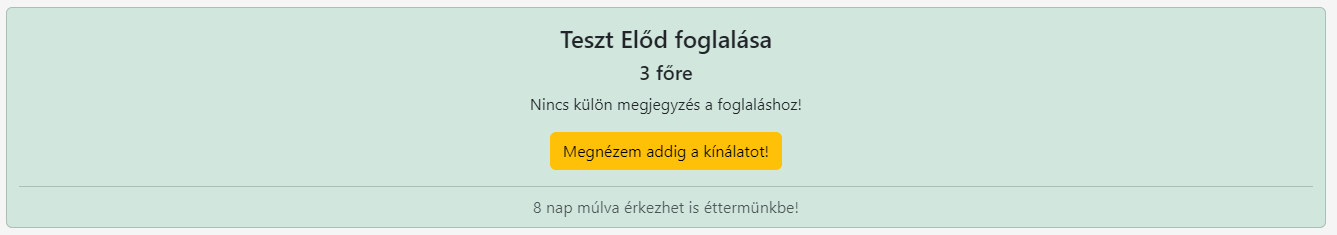 Teszt Előd foglalása
3 főre
Nincs külön megjegyzés a foglaláshoz!
Megnézem addig a kínálatot!
8 nap múlva érkezhet is éttermünkbe!